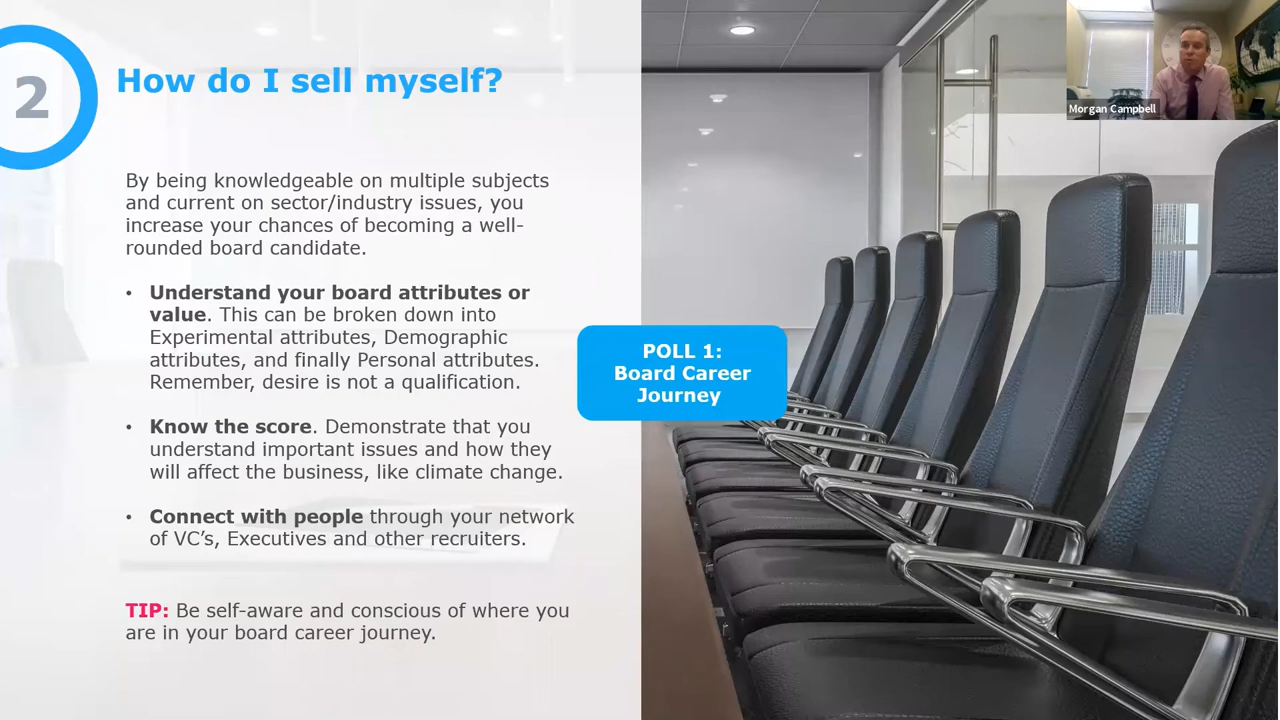 2
How do I sell myself?
By being knowledgeable on multiple subjects
and current on sector/industry issues, you
increase your chances of becoming a well-
rounded board candidate.
• Understand your board attributes or
value. This can be broken down into
Experimental attributes, Demographic
attributes, and finally Personal attributes.
Remember, desire is not a qualification.
• Know the score. Demonstrate that you
understand important issues and how they
will affect the business, like climate change.
• Connect with people through your network
of VC’s, Executives and other recruiters.
TIP: Be self-aware and conscious of where you
are in your board career journey.
POLL 1:
Board Career
Journey
Morgan Campbell